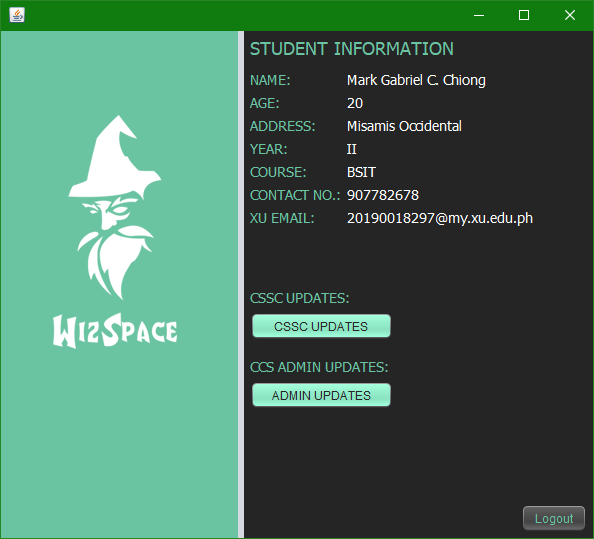 STUDENT INFORMATION
NAME: Mark Gabriel C. Chiong
AGE: 20
ADDRESS: Misamis Occidental
YEAR: II
COURSE: BSIT
CONTACT NO.: 907782678
XU EMAIL: 20190018297@my.xu.edu.ph
WizSpace
CSSC UPDATES:
CSSC UPDATES
CCS ADMIN UPDATES:
ADMIN UPDATES
Logout